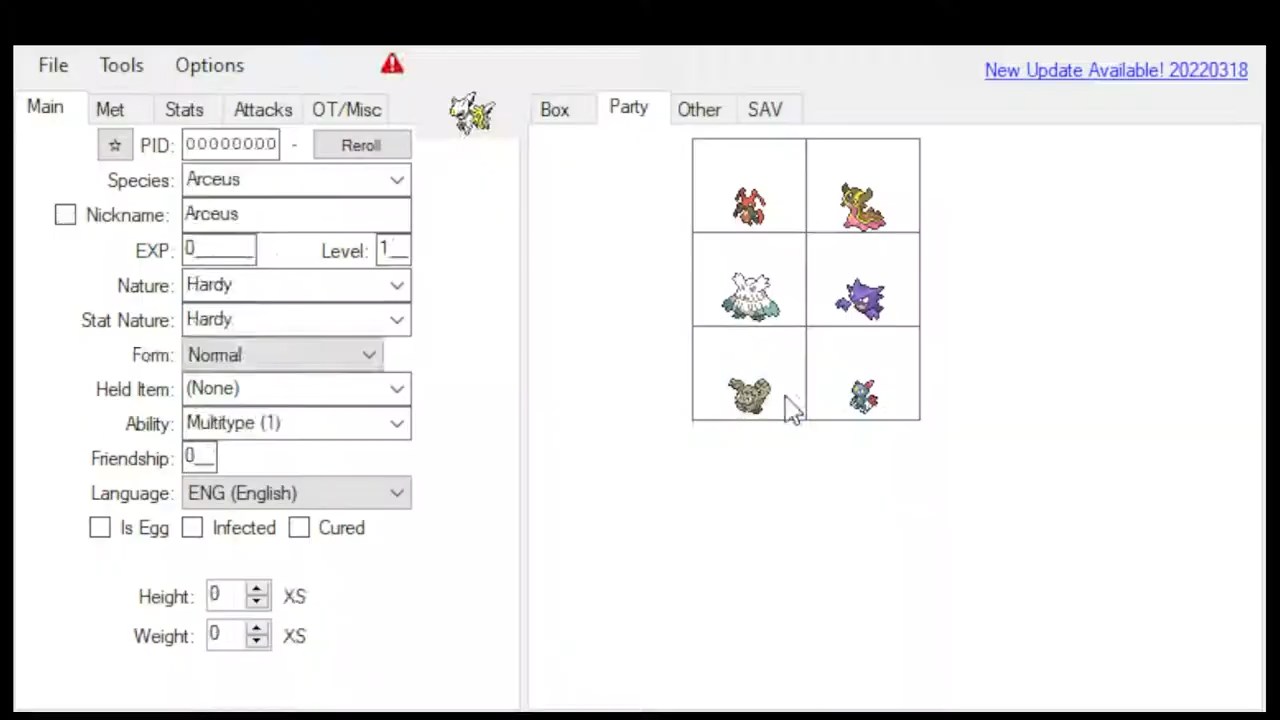 File Tools Options
New Update Available! 20220318
Main Met Stats Attacks OT/Misc
Box Party Other SAV
☆ PID: 00000000 - Reroll
Species: Arceus
Nickname: Arceus
EXP: 0 Level: 1
Nature: Hardy
Stat Nature: Hardy
Form: Normal
Held Item: (None)
Ability: Multitype (1)
Friendship: 0
Language: ENG (English)
Is Egg Infected Cured
Height: 0 XS
Weight: 0 XS